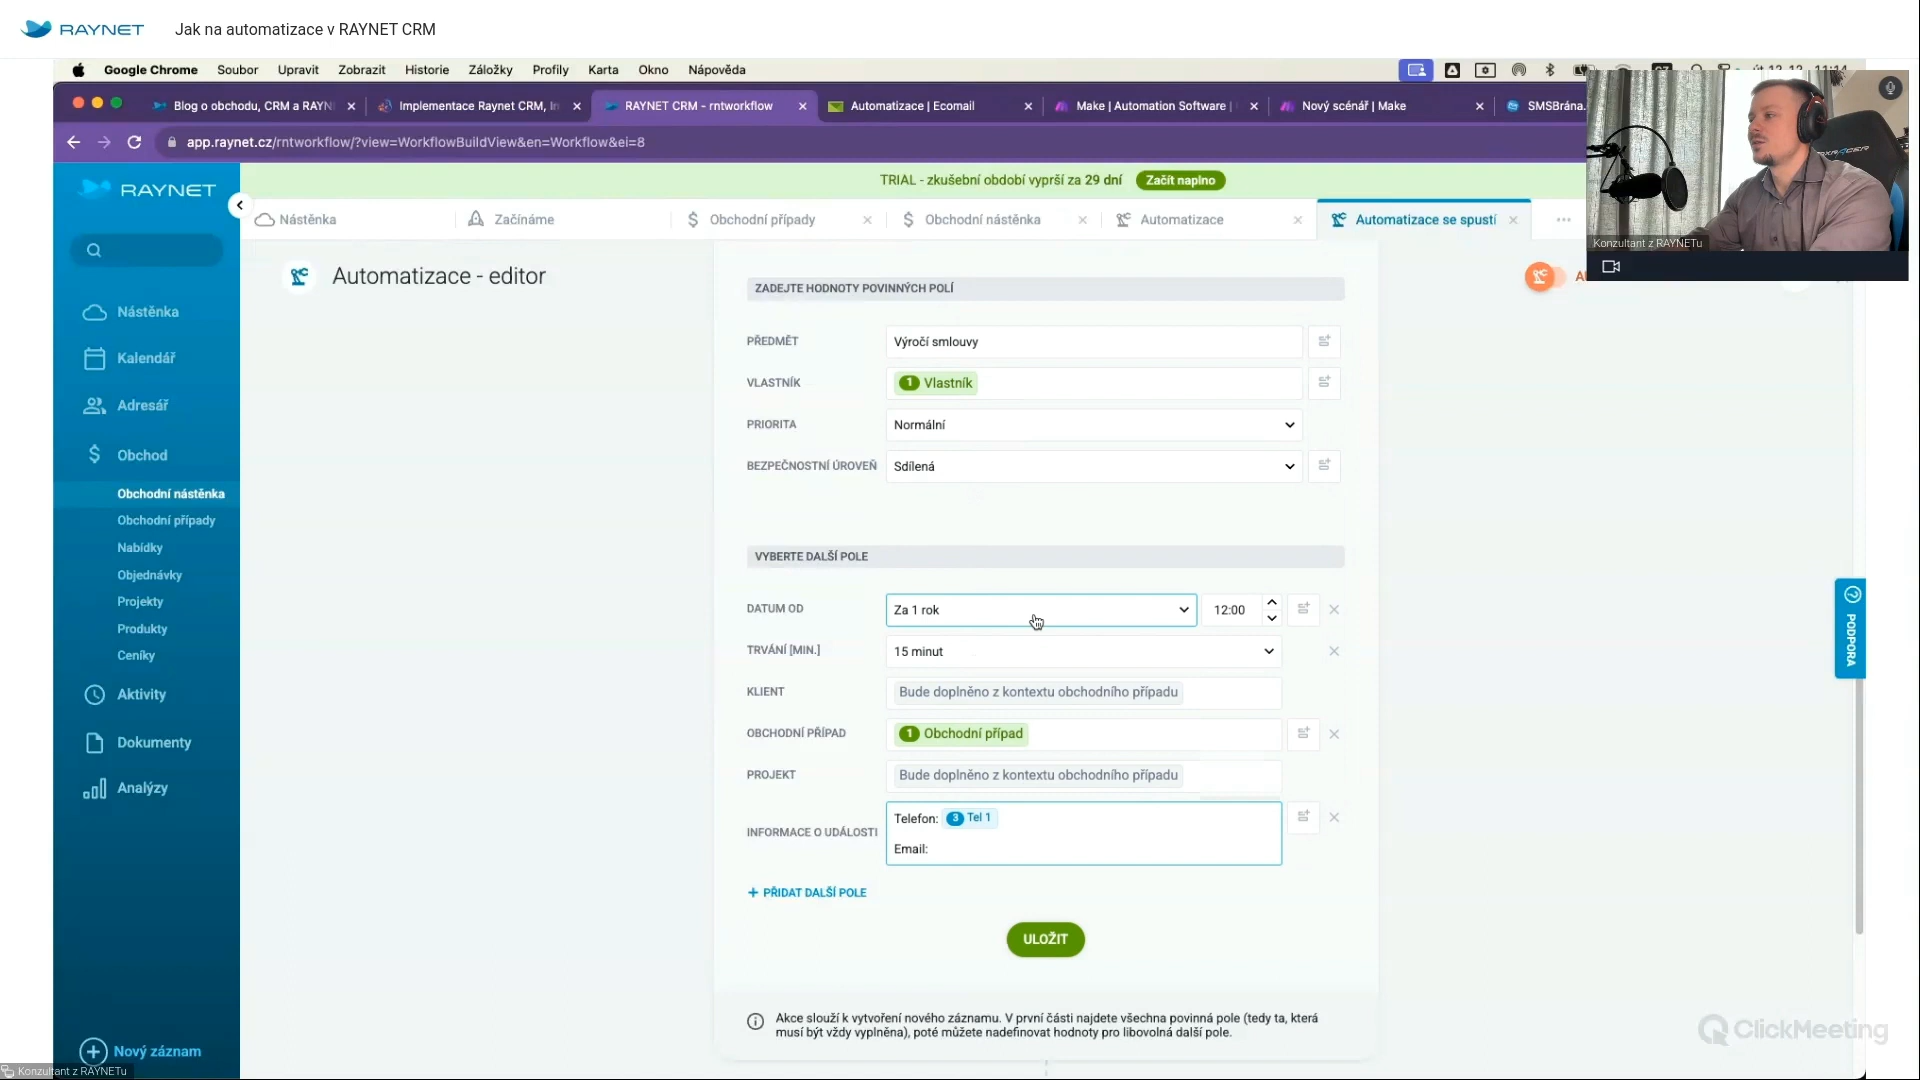 RAYNET
Jak na automatizace v RAYNET CRM
Google Chrome Soubor Upravit Zobrazit Historie Záložky Profily Karta Okno Nápověda
Blog o obchodu, CRM a RAYN
Implementace Raynet CRM, In
RAYNET CRM - rntworkflow
Automatizace | Ecomail
Make | Automation Software |
Nový scénář | Make
SMSBrána.
app.raynet.cz/rntworkflow/?view=WorkflowBuildView&en=Workflow&ei=8
Konzultant z RAYNETu
RAYNET
TRIAL - zkušební období vyprší za 29 dní
Začít naplno
Nástěnka
Začínáme
Obchodní případy
Obchodní nástěnka
Automatizace
Automatizace se spustí
Automatizace - editor
Nástěnka
Kalendář
Adresář
Obchod
Obchodní nástěnka
Obchodní případy
Nabídky
Objednávky
Projekty
Produkty
Ceníky
Aktivity
Dokumenty
Analýzy
Nový záznam
ZADEJTE HODNOTY POVINNÝCH POLÍ
PŘEDMĚT Výročí smlouvy
VLASTNÍK 1 Vlastník
PRIORITA Normální
BEZPEČNOSTNÍ ÚROVEŇ Sdílená
VYBERTE DALŠÍ POLE
DATUM OD Za 1 rok 12:00
TRVÁNÍ [MIN.] 15 minut
KLIENT Bude doplněno z kontextu obchodního případu
OBCHODNÍ PŘÍPAD 1 Obchodní případ
PROJEKT Bude doplněno z kontextu obchodního případu
INFORMACE O UDÁLOSTI
Telefon: 3 Tel 1
Email:
+ PŘIDAT DALŠÍ POLE
ULOŽIT
Akce slouží k vytvoření nového záznamu. V první části najdete všechna povinná pole (tedy ta, která
musí být vždy vyplněna), poté můžete nadefinovat hodnoty pro libovolná další pole.
PODPORA
ClickMeeting
Konzultant z RAYNETu